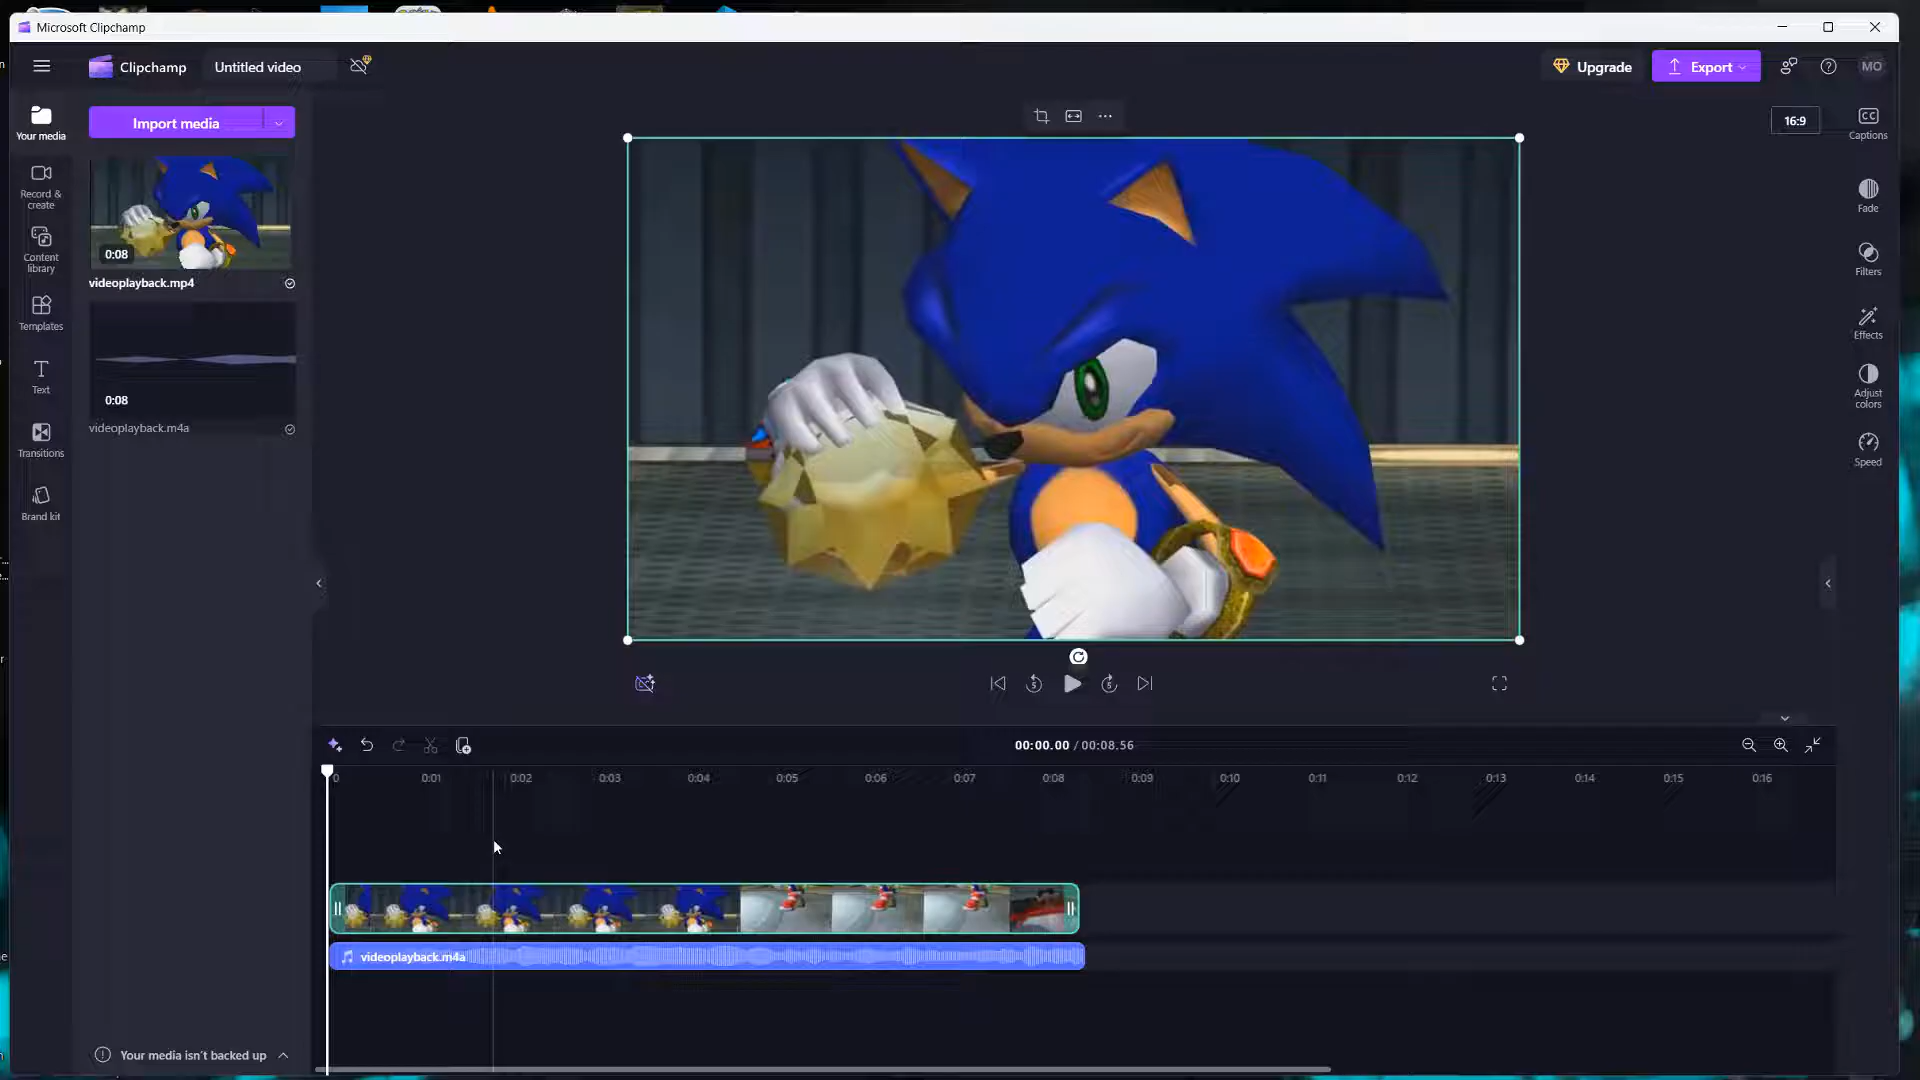 Microsoft Clipchamp
Clipchamp
Untitled video
Upgrade
Export
MO
Your media
Import media
16:9
Captions
Record &
create
0:08
videoplayback.mp4
Fade
Content
library
Filters
Templates
Effects
Text
0:08
videoplayback.m4a
Adjust
colors
Transitions
Speed
Brand kit
5
5
00:00.00 / 00:08.56
0
0:01
0:02
0:03
0:04
0:05
0:06
0:07
0:08
0:09
0:10
0:11
0:12
0:13
0:14
0:15
0:16
videoplayback.m4a
Your media isn't backed up